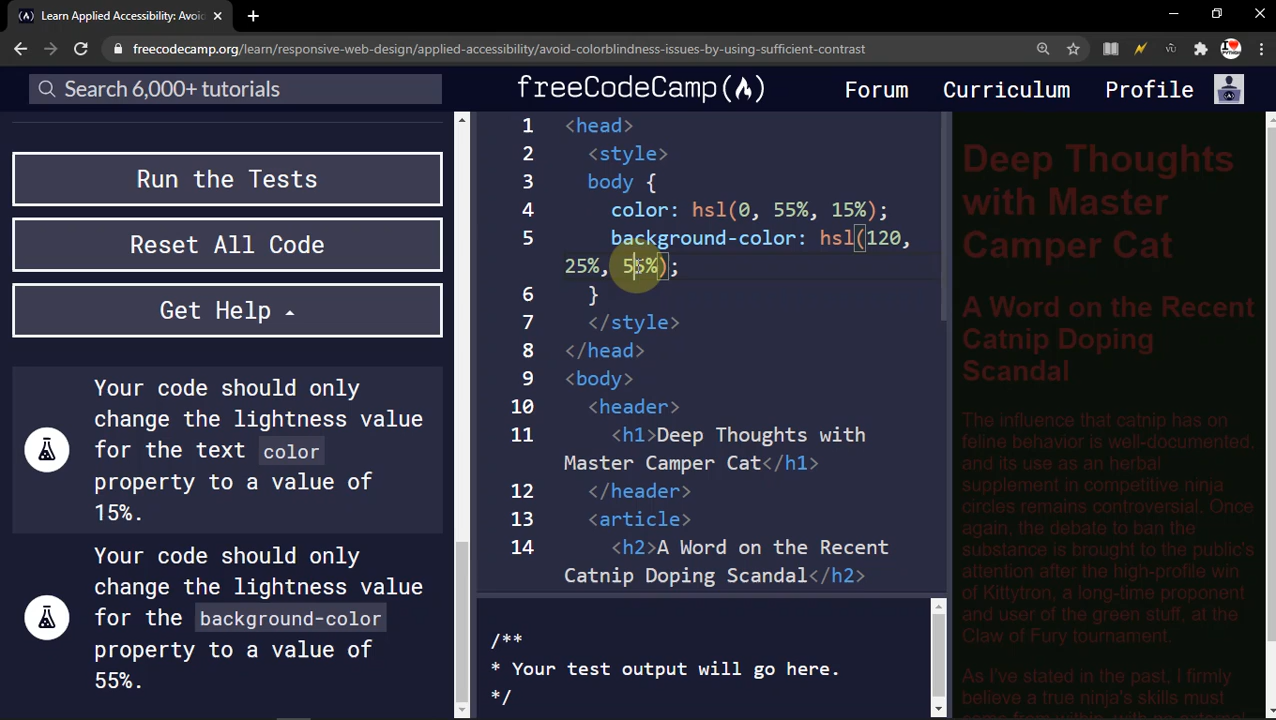 Learn Applied Accessibility: Avoid
freecodecamp.org/learn/responsive-web-design/applied-accessibility/avoid-colorblindness-issues-by-using-sufficient-contrast
Search 6,000+ tutorials
freeCodeCamp
Forum
Curriculum
Profile
Run the Tests
Reset All Code
Get Help
Your code should only
change the lightness value
for the text color
property to a value of
15%.
Your code should only
change the lightness value
for the background-color
property to a value of
55%.
1 <head>
2 <style>
3 body {
4 color: hsl(0, 55%, 15%);
5 background-color: hsl(120,
25%, 55%);
6 }
7 </style>
8 </head>
9 <body>
10 <header>
11 <h1>Deep Thoughts with
Master Camper Cat</h1>
12 </header>
13 <article>
14 <h2>A Word on the Recent
Catnip Doping Scandal</h2>
/**
* Your test output will go here.
*/
Deep Thoughts
with Master
Camper Cat
A Word on the Recent
Catnip Doping
Scandal
The influence that catnip has on
feline behavior is well-documented,
and its use as an herbal
supplement in competitive ninja
circles remains controversial. Once
again, the debate to ban the
substance is brought to the public's
attention after the high-profile win
of Kittytron, a long-time proponent
and user of the green stuff, at the
Claw of Fury tournament.
As I've stated in the past, I firmly
believe a true ninja's skills must